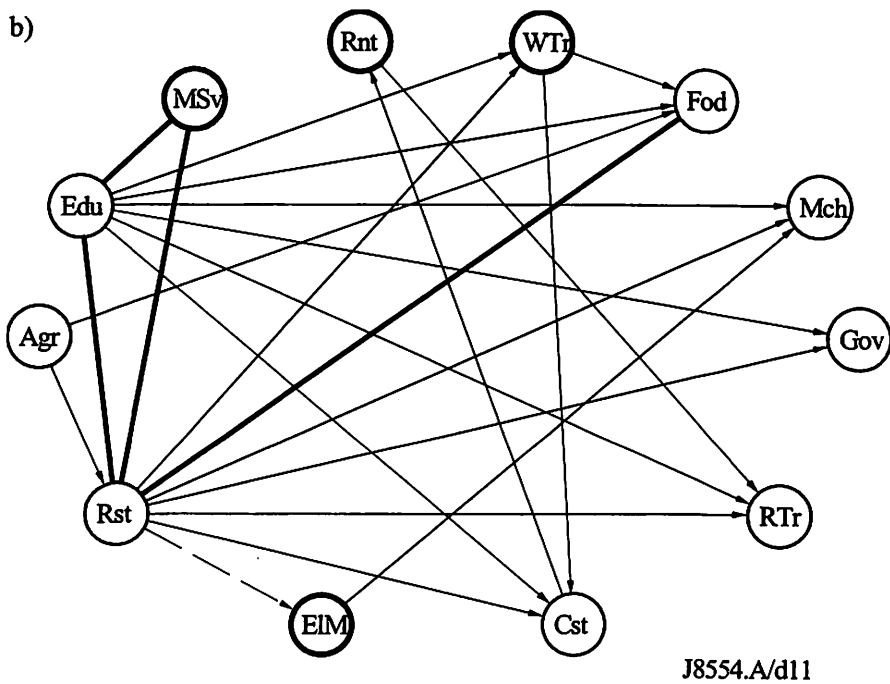 b)
Rnt
WTr
MSv
Fod
Edu
Mch
Agr
Gov
Rst
RTr
ElM
Cst
J8554.A/d11